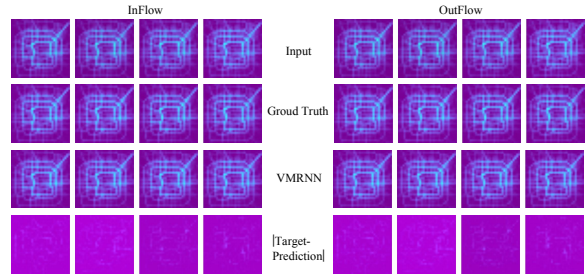 InFlow
OutFlow
Input
Groud Truth
VMRNN
|Target-
Prediction|